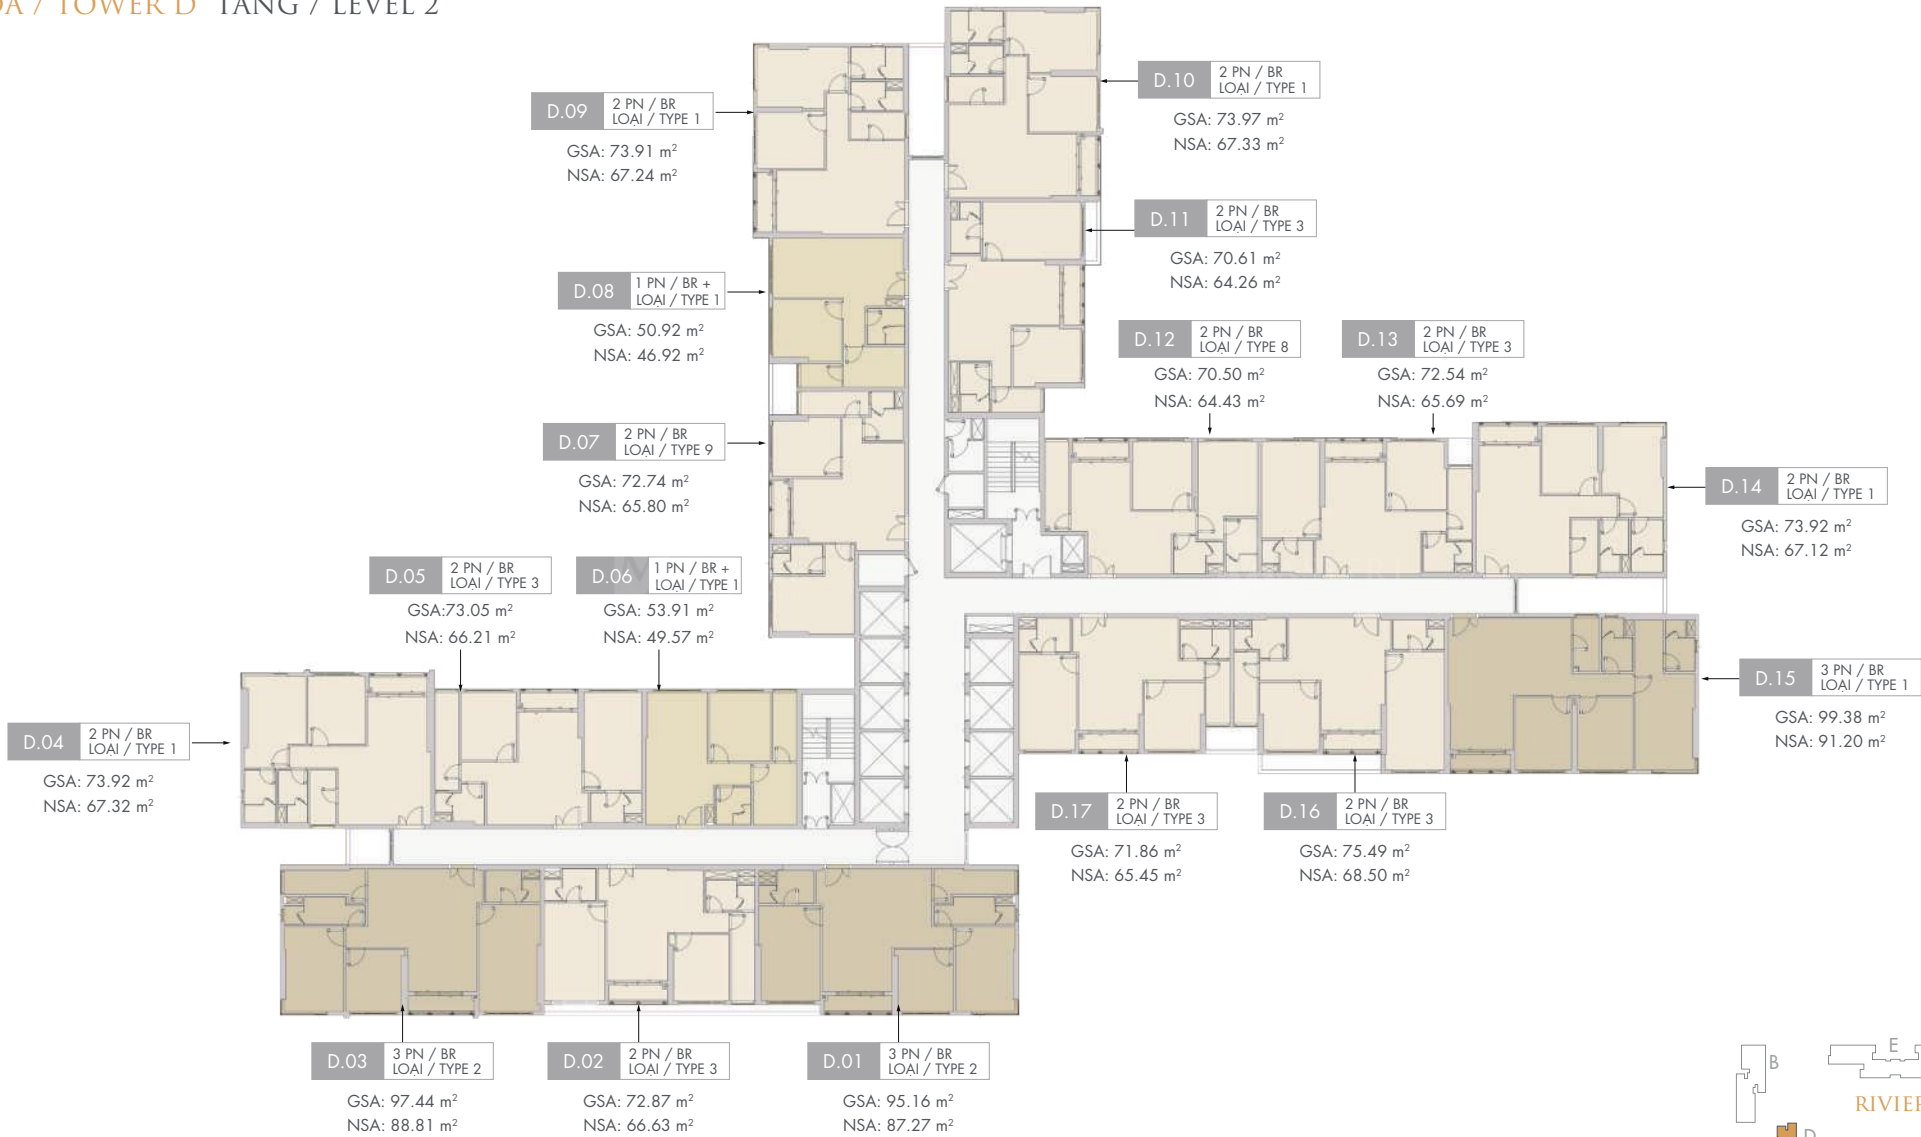 TOWER D TẦNG / LEVEL 2
D.10
2 PN / BR
LOẠI / TYPE 1
GSA: 73.97 m²
NSA: 67.33 m²
D.09
2 PN / BR
LOẠI / TYPE 1
GSA: 73.91 m²
NSA: 67.24 m²
D.11
2 PN / BR
LOẠI / TYPE 3
GSA: 70.61 m²
NSA: 64.26 m²
D.08
1 PN / BR +
LOẠI / TYPE 1
GSA: 50.92 m²
NSA: 46.92 m²
D.12
2 PN / BR
LOẠI / TYPE 8
GSA: 70.50 m²
NSA: 64.43 m²
D.13
2 PN / BR
LOẠI / TYPE 3
GSA: 72.54 m²
NSA: 65.69 m²
D.07
2 PN / BR
LOẠI / TYPE 9
GSA: 72.74 m²
NSA: 65.80 m²
D.14
2 PN / BR
LOẠI / TYPE 1
GSA: 73.92 m²
NSA: 67.12 m²
D.05
2 PN / BR
LOẠI / TYPE 3
GSA:73.05 m²
NSA: 66.21 m²
D.06
1 PN / BR +
LOẠI / TYPE 1
GSA: 53.91 m²
NSA: 49.57 m²
D.15
3 PN / BR
LOẠI / TYPE 1
GSA: 99.38 m²
NSA: 91.20 m²
D.04
2 PN / BR
LOẠI / TYPE 1
GSA: 73.92 m²
NSA: 67.32 m²
D.17
2 PN / BR
LOẠI / TYPE 3
GSA: 71.86 m²
NSA: 65.45 m²
D.16
2 PN / BR
LOẠI / TYPE 3
GSA: 75.49 m²
NSA: 68.50 m²
D.03
3 PN / BR
LOẠI / TYPE 2
GSA: 97.44 m²
NSA: 88.81 m²
D.02
2 PN / BR
LOẠI / TYPE 3
GSA: 72.87 m²
NSA: 66.63 m²
D.01
3 PN / BR
LOẠI / TYPE 2
GSA: 95.16 m²
NSA: 87.27 m²
E
B
RIVIER
D